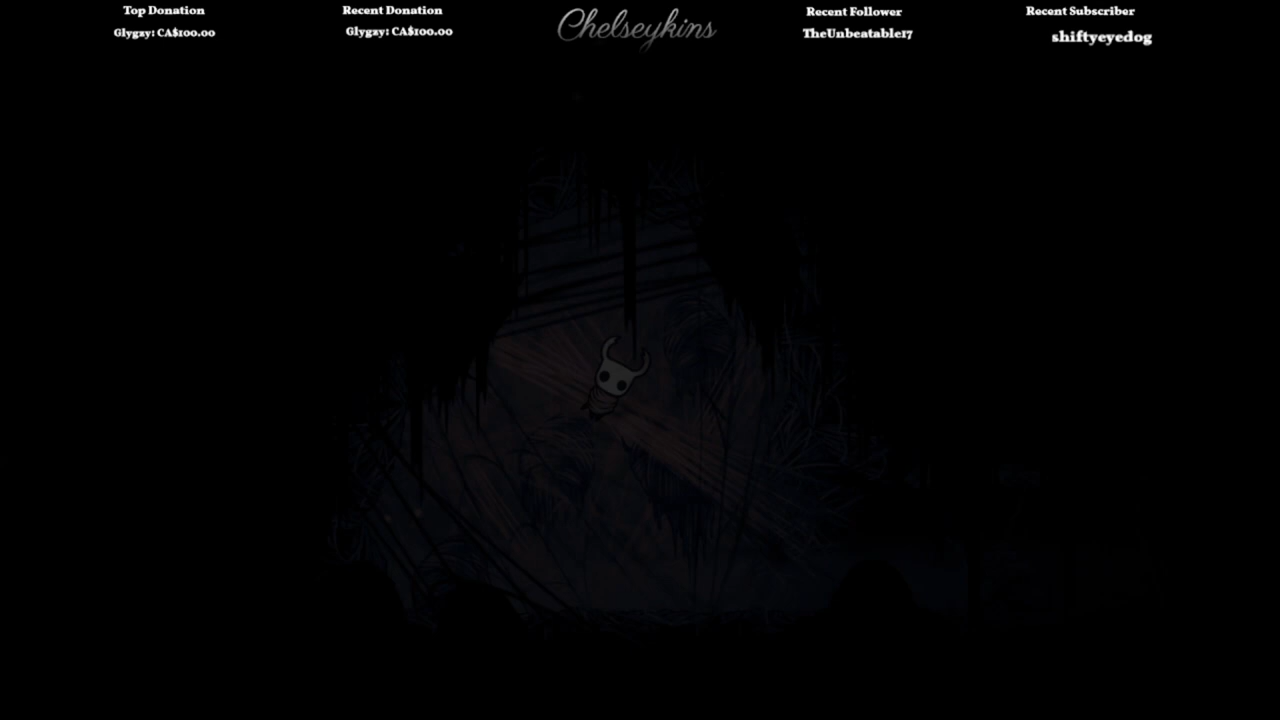 Top Donation
Glygzy: CA$100.00
Recent Donation
Glygzy: CA$100.00
Chelseykins
Recent Follower
TheUnbeatable17
Recent Subscriber
shiftyeyedog